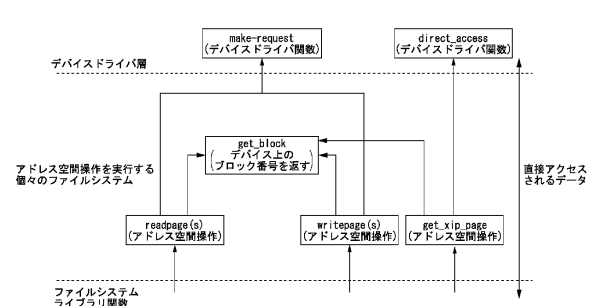 make-request
(デバイスドライバ関数)
direct_access
(デバイスドライバ関数)
デバイスドライバ層
get_block
(デバイス上の
ブロック番号を返す)
アドレス空間操作を実行する
個々のファイルシステム
直接アクセス
されるデータ
readpage(s)
(アドレス空間操作)
writepage(s)
(アドレス空間操作)
get_xip_page
(アドレス空間操作)
ファイルシステム
ライブラリ関数